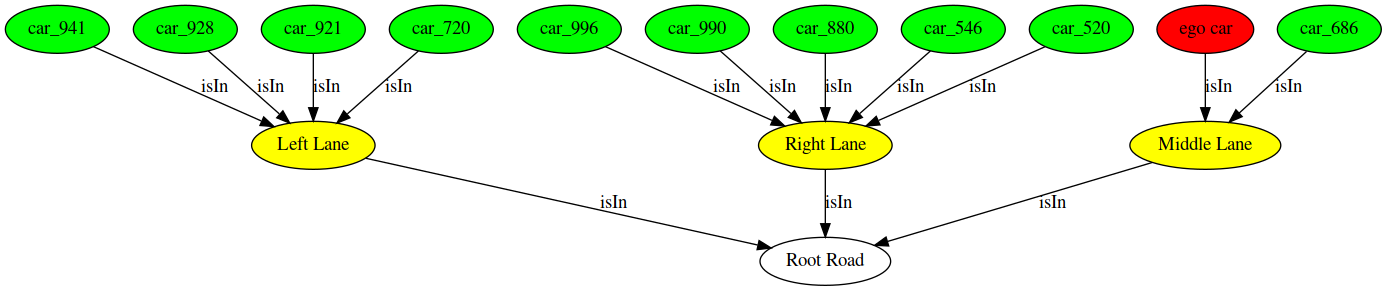 car_941 car_928 car_921 car_720 car_996 car_990 car_880 car_546 car_520 ego car car_686
isIn isIn isIn isIn isIn isIn isIn isIn isIn isIn isIn
Left Lane Right Lane Middle Lane
isIn isIn isIn
Root Road